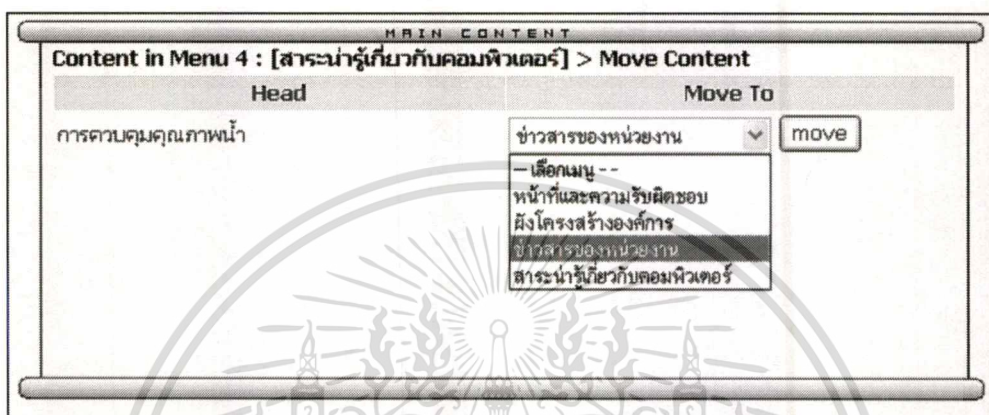 MAIN CONTENT
Content in Menu 4 : [สาระน่ารู้เกี่ยวกับคอมพิวเตอร์] > Move Content
Head Move To
การควบคุมคุณภาพน้ำ ข่าวสารของหน่วยงาน move
-- เลือกเมนู --
หน้าที่และความรับผิดชอบ
ผังโครงสร้างองค์การ
ข่าวสารของหน่วยงาน
สาระน่ารู้เกี่ยวกับคอมพิวเตอร์